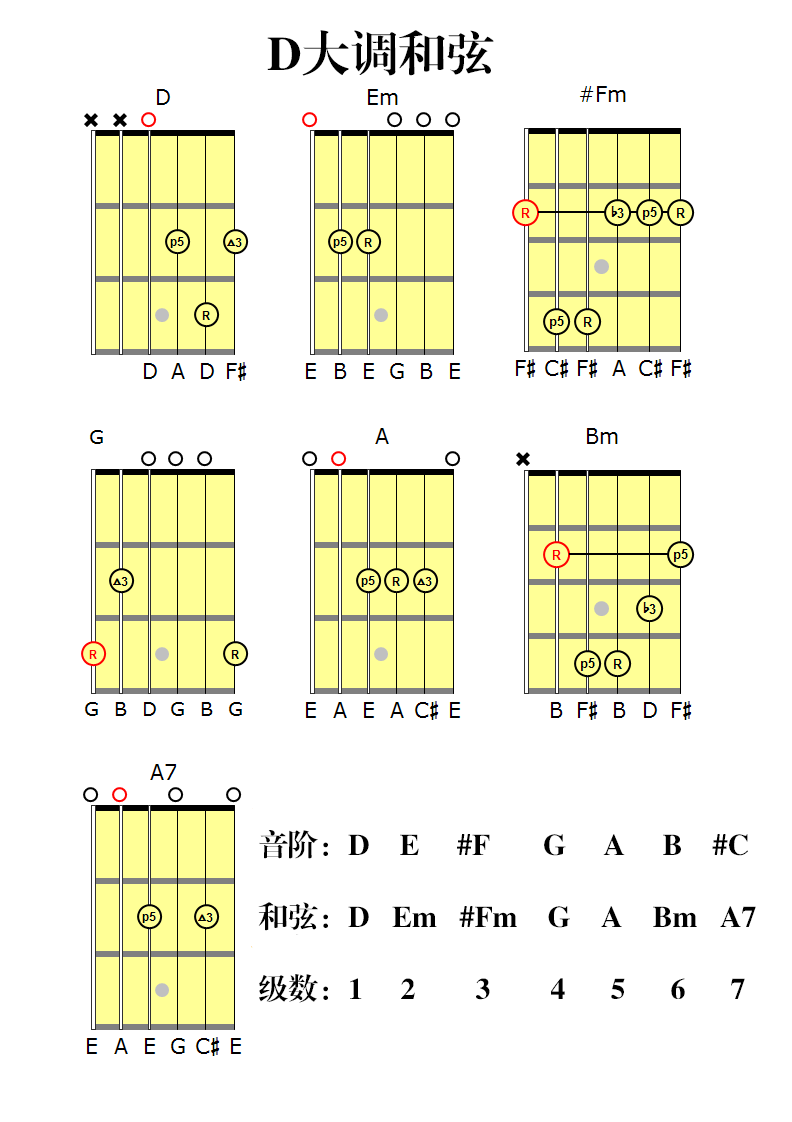 D大调和弦
D Em #Fm
p5 △3 p5 R R ♭3 p5 R
R p5 R
D A D F♯ E B E G B E F♯ C♯ F♯ A C♯ F♯
G A Bm
△3 p5 R △3 R p5
♭3
R R p5 R
G B D G B G E A E A C♯ E B F♯ B D F♯
A7
p5 △3
E A E G C♯ E
音阶：D E #F G A B #C
和弦：D Em #Fm G A Bm A7
级数：1 2 3 4 5 6 7